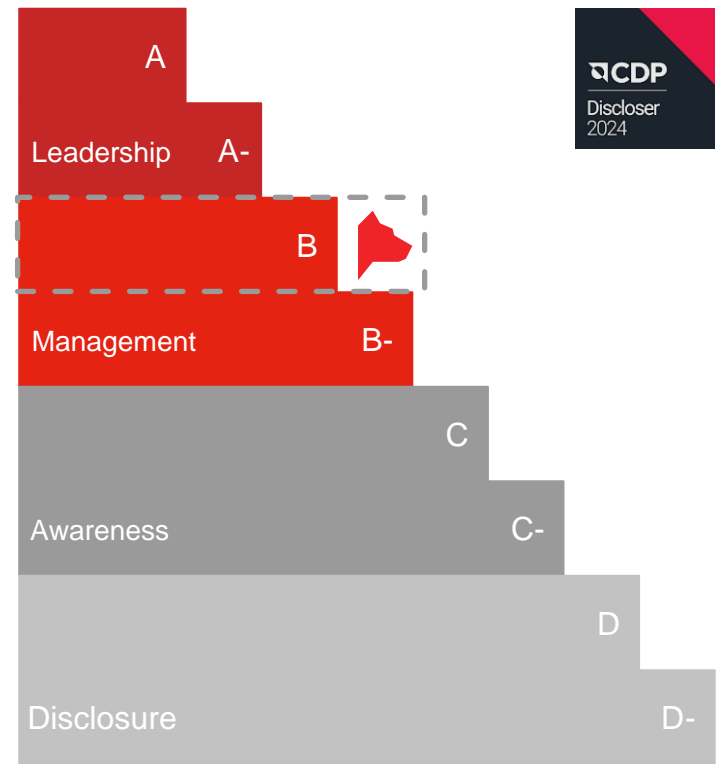 A
CDP
Discloser
2024
Leadership A-
B
Management B-
C
Awareness C-
D
Disclosure D-